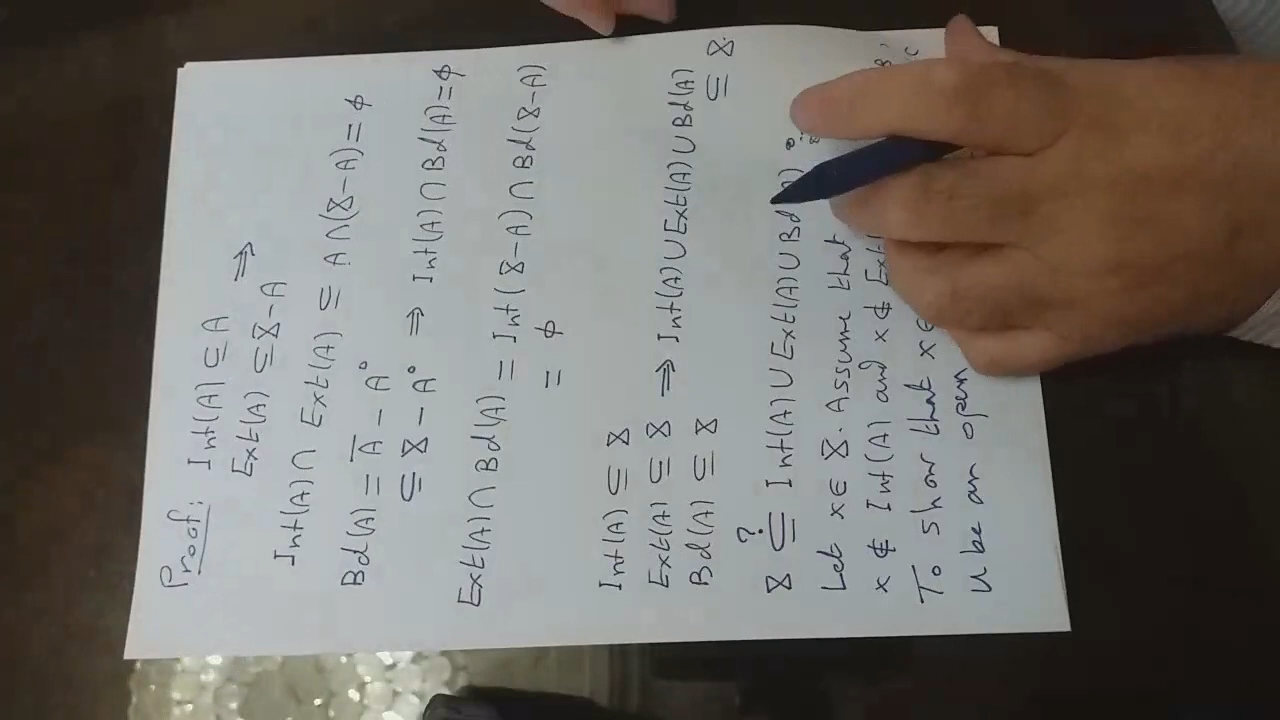 Proof: Int(A) ⊆ A
Ext(A) ⊆ X-A ⇒
Int(A) ∩ Ext(A) ⊆ A ∩ (X-A) = ϕ
Bd(A) = A̅ - A°
⊆ X - A° ⇒ Int(A) ∩ Bd(A) = ϕ
Ext(A) ∩ Bd(A) = Int(X-A) ∩ Bd(X-A)
= ϕ
Int(A) ⊆ X
Ext(A) ⊆ X ⇒ Int(A) ∪ Ext(A) ∪ Bd(A)
Bd(A) ⊆ X ⊆ X.
X ⊆? Int(A) ∪ Ext(A) ∪ Bd(A)
Let x ∈ X. Assume that
x ∉ Int(A) and x ∉ Ext(
To show that x ∈
U be an open